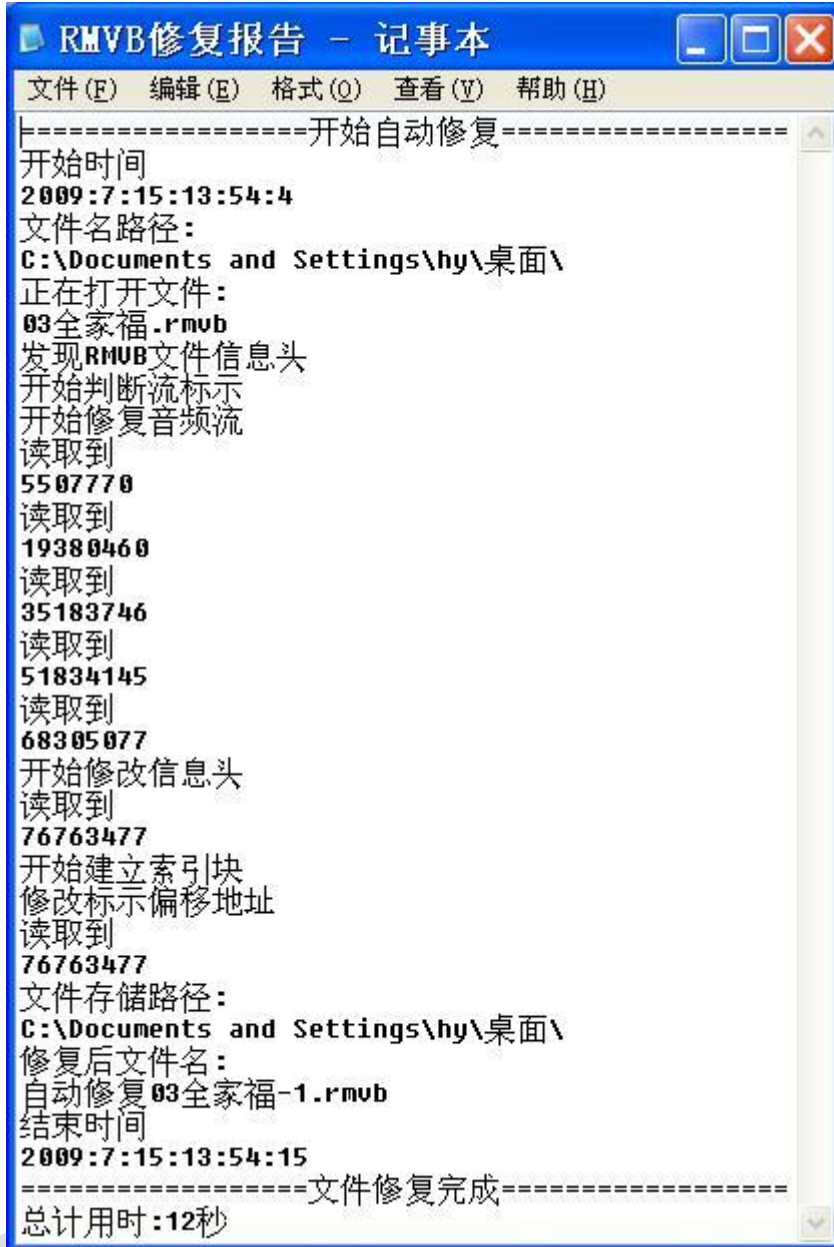 RMVB修复报告 - 记事本
文件(F) 编辑(E) 格式(O) 查看(V) 帮助(H)
==================开始自动修复==================
开始时间
2009:7:15:13:54:4
文件名路径:
C:\Documents and Settings\hy\桌面\
正在打开文件:
03全家福.rmvb
发现RMVB文件信息头
开始判断流标示
开始修复音频流
读取到
5507770
读取到
19380460
读取到
35183746
读取到
51834145
读取到
68305077
开始修改信息头
读取到
76763477
开始建立索引块
修改标示偏移地址
读取到
76763477
文件存储路径:
C:\Documents and Settings\hy\桌面\
修复后文件名:
自动修复03全家福-1.rmvb
结束时间
2009:7:15:13:54:15
==================文件修复完成==================
总计用时:12秒